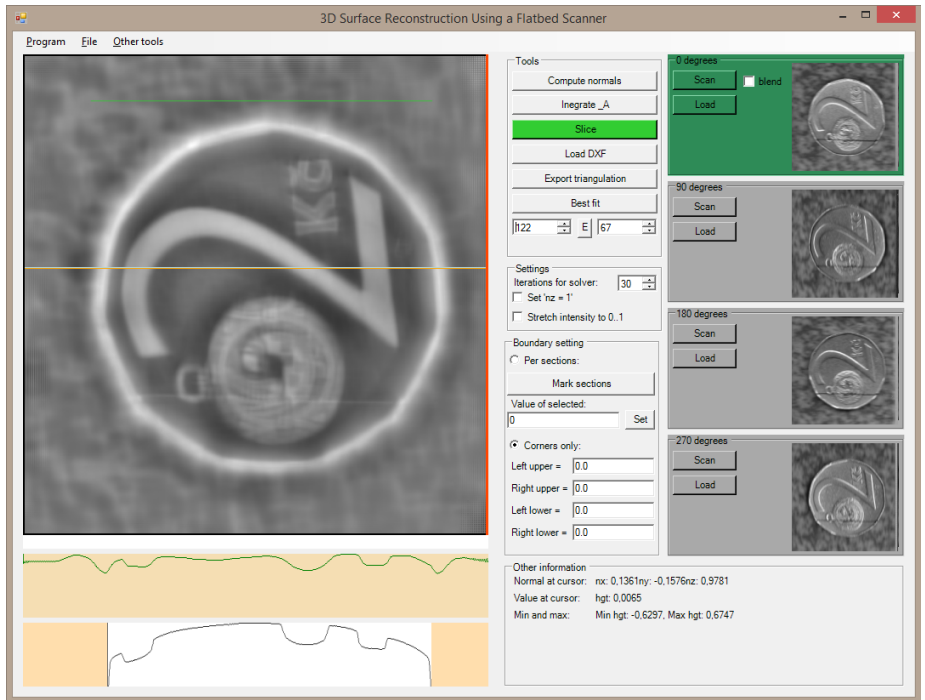 3D Surface Reconstruction Using a Flatbed Scanner
Program File Other tools
Kč
Tools
Compute normals
Inegrate _A
Slice
Load DXF
Export triangulation
Best fit
122 E 67
Settings
Iterations for solver: 30
Set 'nz = 1'
Stretch intensity to 0..1
Boundary setting
Per sections:
Mark sections
Value of selected:
0 Set
Corners only:
Left upper = 0.0
Right upper = 0.0
Left lower = 0.0
Right lower = 0.0
0 degrees
Scan blend
Load
90 degrees
Scan
Load
180 degrees
Scan
Load
270 degrees
Scan
Load
Other information
Normal at cursor: nx: 0,1361ny: -0,1576nz: 0,9781
Value at cursor: hgt: 0,0065
Min and max: Min hgt: -0,6297, Max hgt: 0,6747